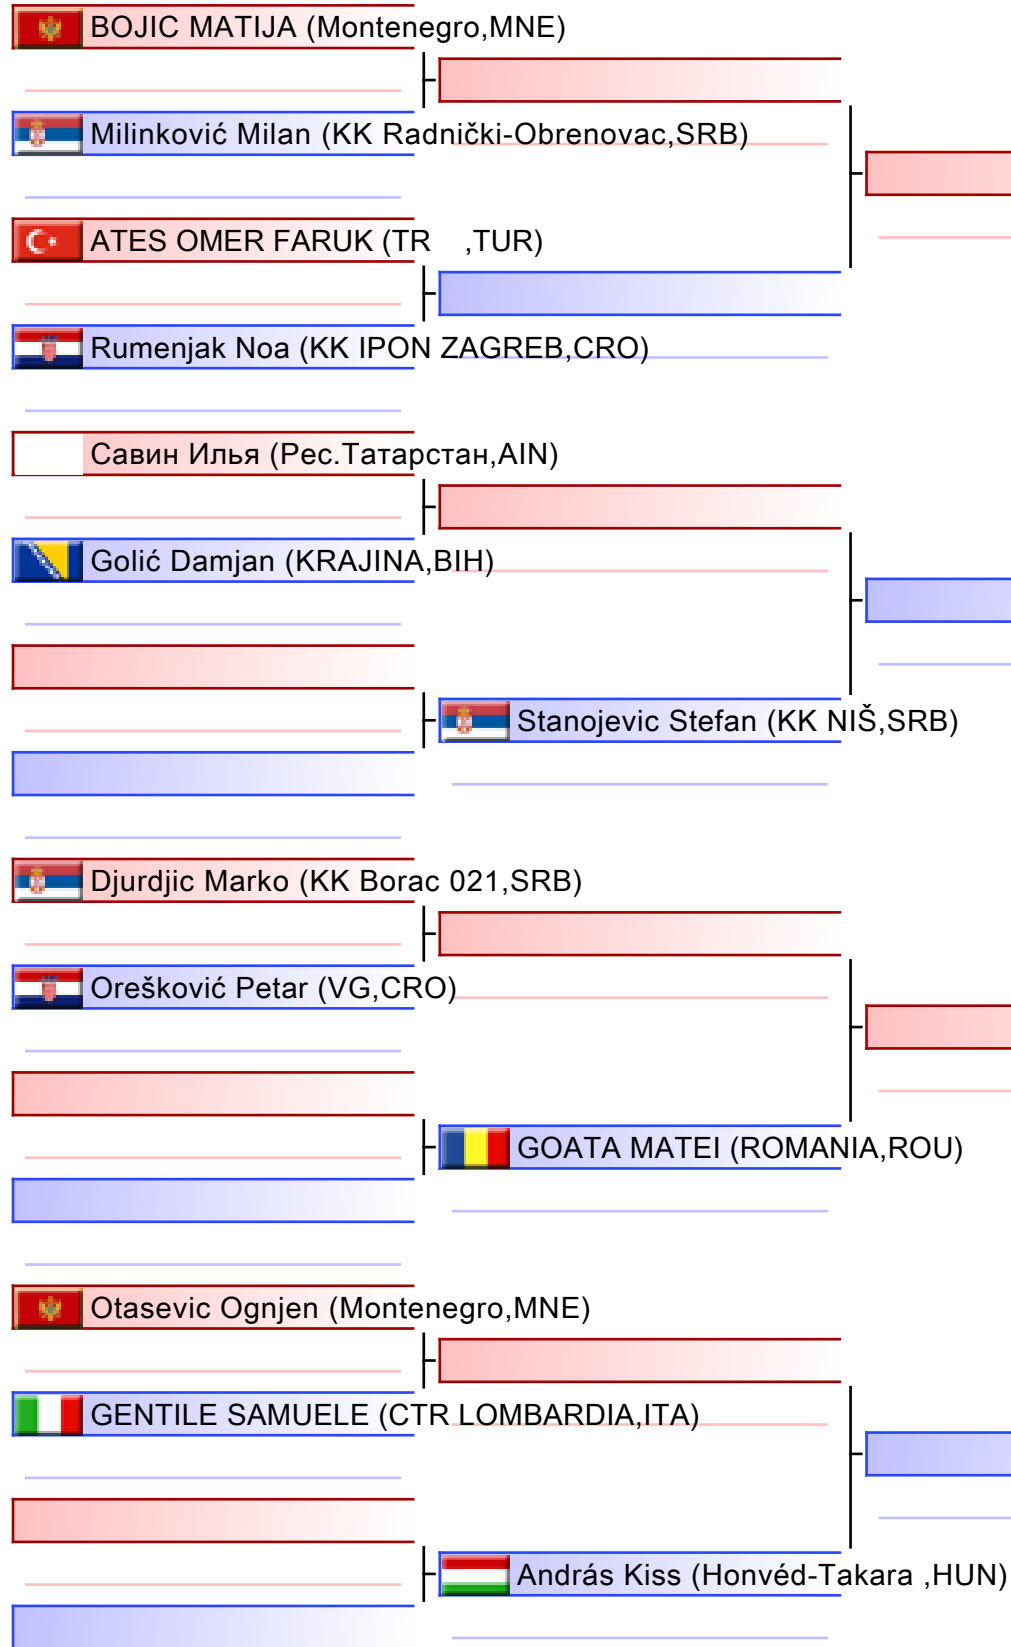 BOJIC MATIJA (Montenegro,MNE)
Milinković Milan (KK Radnički-Obrenovac,SRB)
ATES OMER FARUK (TR ,TUR)
Rumenjak Noa (KK IPON ZAGREB,CRO)
Савин Илья (Рес.Татарстан,AIN)
Golić Damjan (KRAJINA,BIH)
Stanojevic Stefan (KK NIŠ,SRB)
Djurdjic Marko (KK Borac 021,SRB)
Orešković Petar (VG,CRO)
GOATA MATEI (ROMANIA,ROU)
Otasevic Ognjen (Montenegro,MNE)
GENTILE SAMUELE (CTR LOMBARDIA,ITA)
András Kiss (Honvéd-Takara ,HUN)